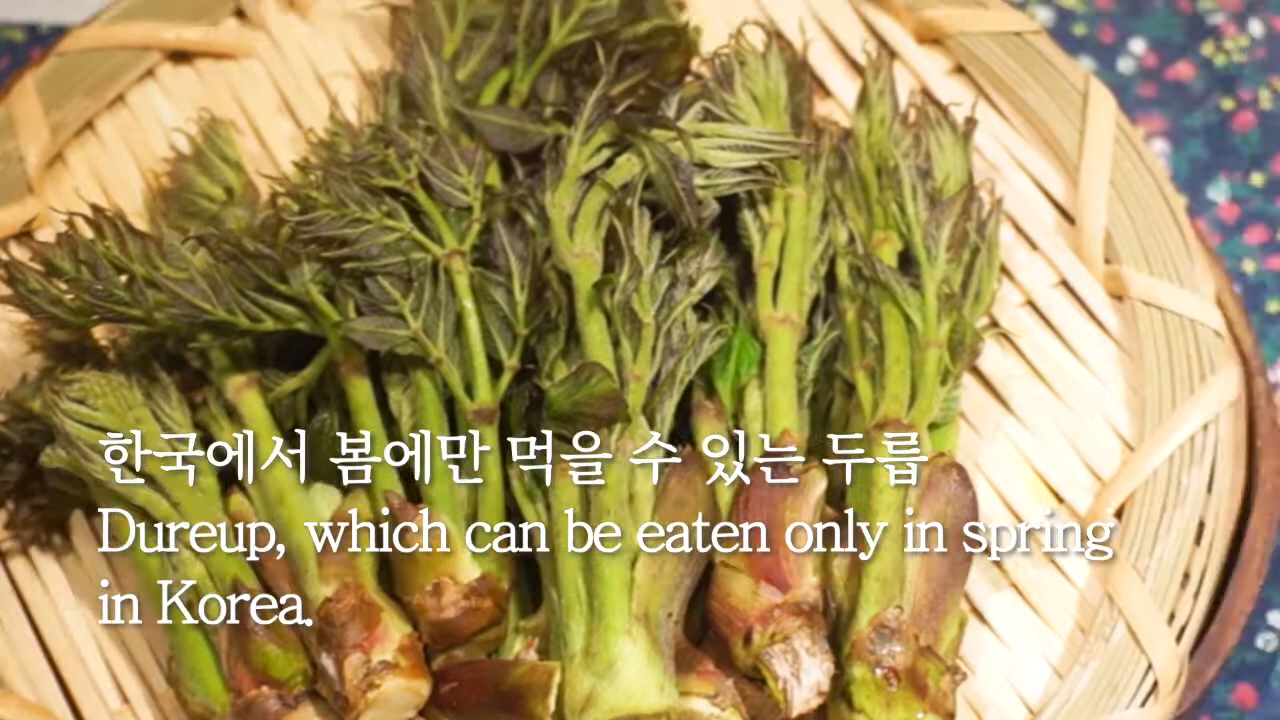 한국에서 봄에만 먹을 수 있는 두릅
Dureup, which can be eaten only in spring
in Korea.